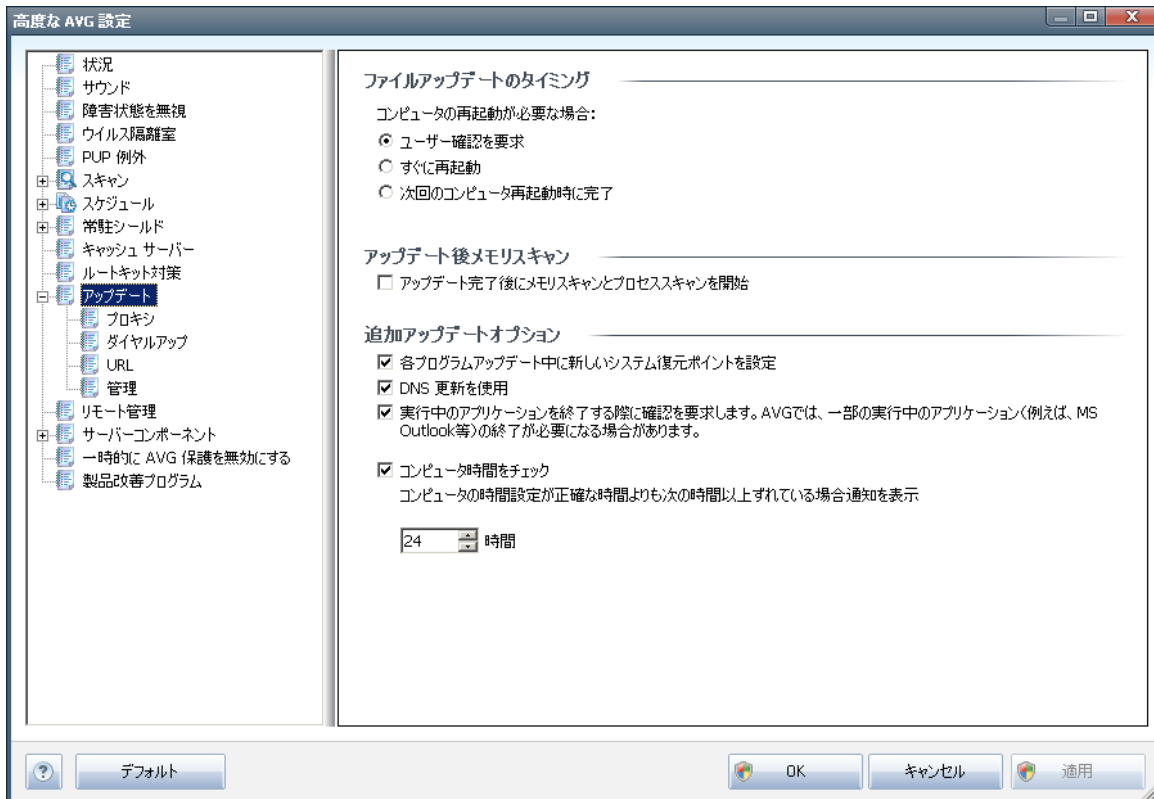 高度な AVG 設定
状況
サウンド
障害状態を無視
ウイルス隔離室
PUP 例外
スキャン
スケジュール
常駐シールド
キャッシュ サーバー
ルートキット対策
アップデート
プロキシ
ダイヤルアップ
URL
管理
リモート管理
サーバーコンポーネント
一時的に AVG 保護を無効にする
製品改善プログラム
ファイルアップデートのタイミング
コンピュータの再起動が必要な場合:
ユーザー確認を要求
すぐに再起動
次回のコンピュータ再起動時に完了
アップデート後メモリスキャン
アップデート完了後にメモリスキャンとプロセススキャンを開始
追加アップデートオプション
各プログラムアップデート中に新しいシステム復元ポイントを設定
DNS 更新を使用
実行中のアプリケーションを終了する際に確認を要求します。AVGでは、一部の実行中のアプリケーション(例えば、MS
Outlook等)の終了が必要になる場合があります。
コンピュータ時間をチェック
コンピュータの時間設定が正確な時間よりも次の時間以上ずれている場合通知を表示
24 時間
? デフォルト OK キャンセル 適用